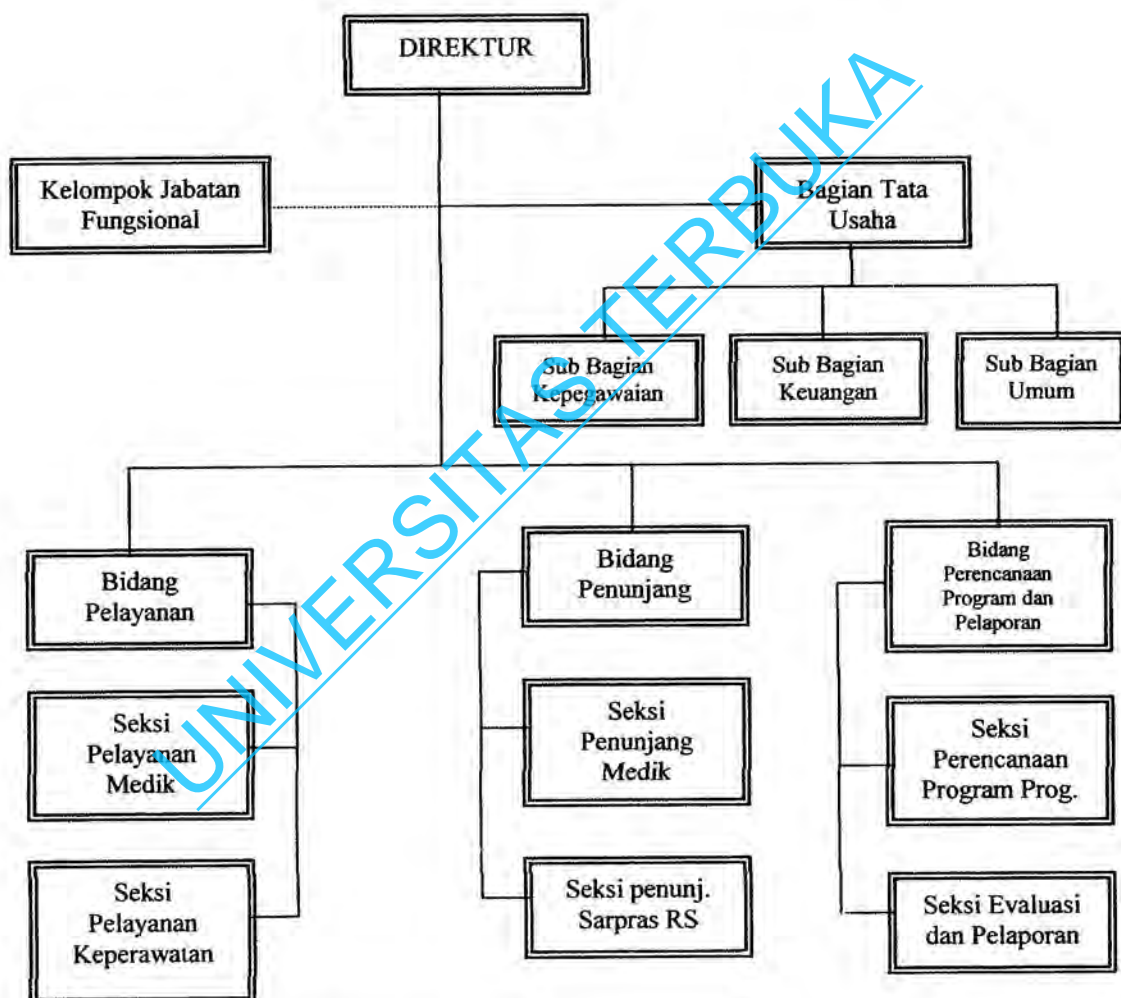 DIREKTUR
Kelompok Jabatan
Fungsional
Bagian Tata
Usaha
Sub Bagian
Kepegawaian
Sub Bagian
Keuangan
Sub Bagian
Umum
Bidang
Pelayanan
Seksi
Pelayanan
Medik
Seksi
Pelayanan
Keperawatan
Bidang
Penunjang
Seksi
Penunjang
Medik
Seksi penunj.
Sarpras RS
Bidang
Perencanaan
Program dan
Pelaporan
Seksi
Perencanaan
Program Prog.
Seksi Evaluasi
dan Pelaporan
UNIVERSITAS TERBUKA